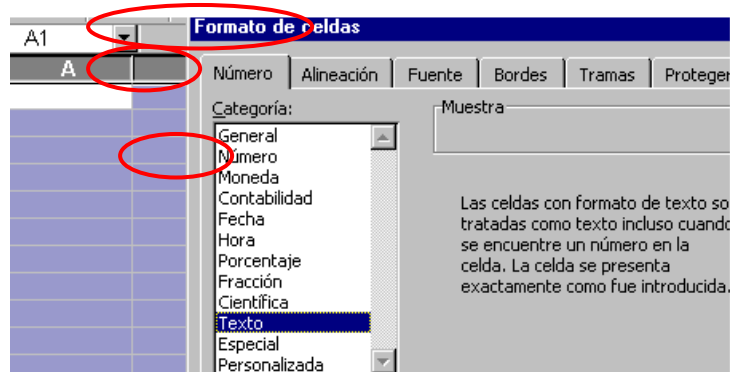 A1
Formato de celdas
A
Número Alineación Fuente Bordes Tramas Proteger
Categoría:
Muestra
General
Número
Moneda
Contabilidad
Fecha
Hora
Porcentaje
Fracción
Científica
Texto
Especial
Personalizada
Las celdas con formato de texto so
tratadas como texto incluso cuando
se encuentre un número en la
celda. La celda se presenta
exactamente como fue introducida.